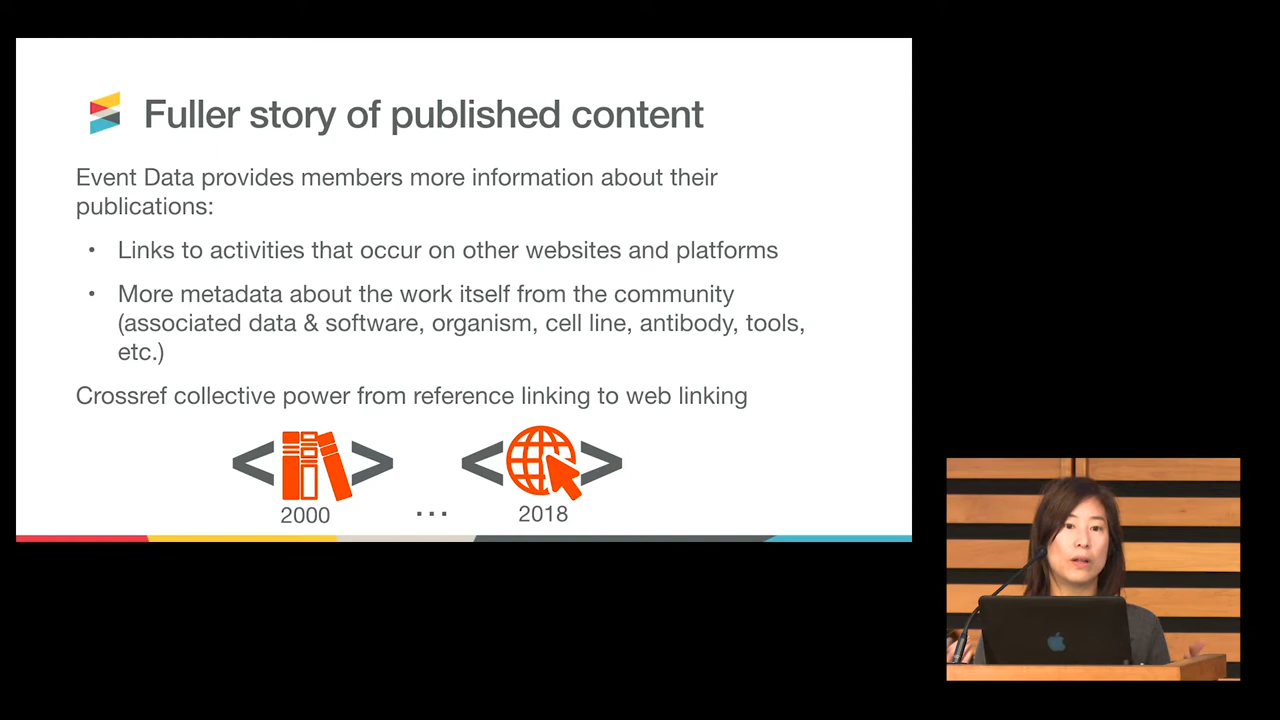 Fuller story of published content
Event Data provides members more information about their
publications:
• Links to activities that occur on other websites and platforms
• More metadata about the work itself from the community
(associated data & software, organism, cell line, antibody, tools,
etc.)
Crossref collective power from reference linking to web linking
< > < >
2000 ... 2018